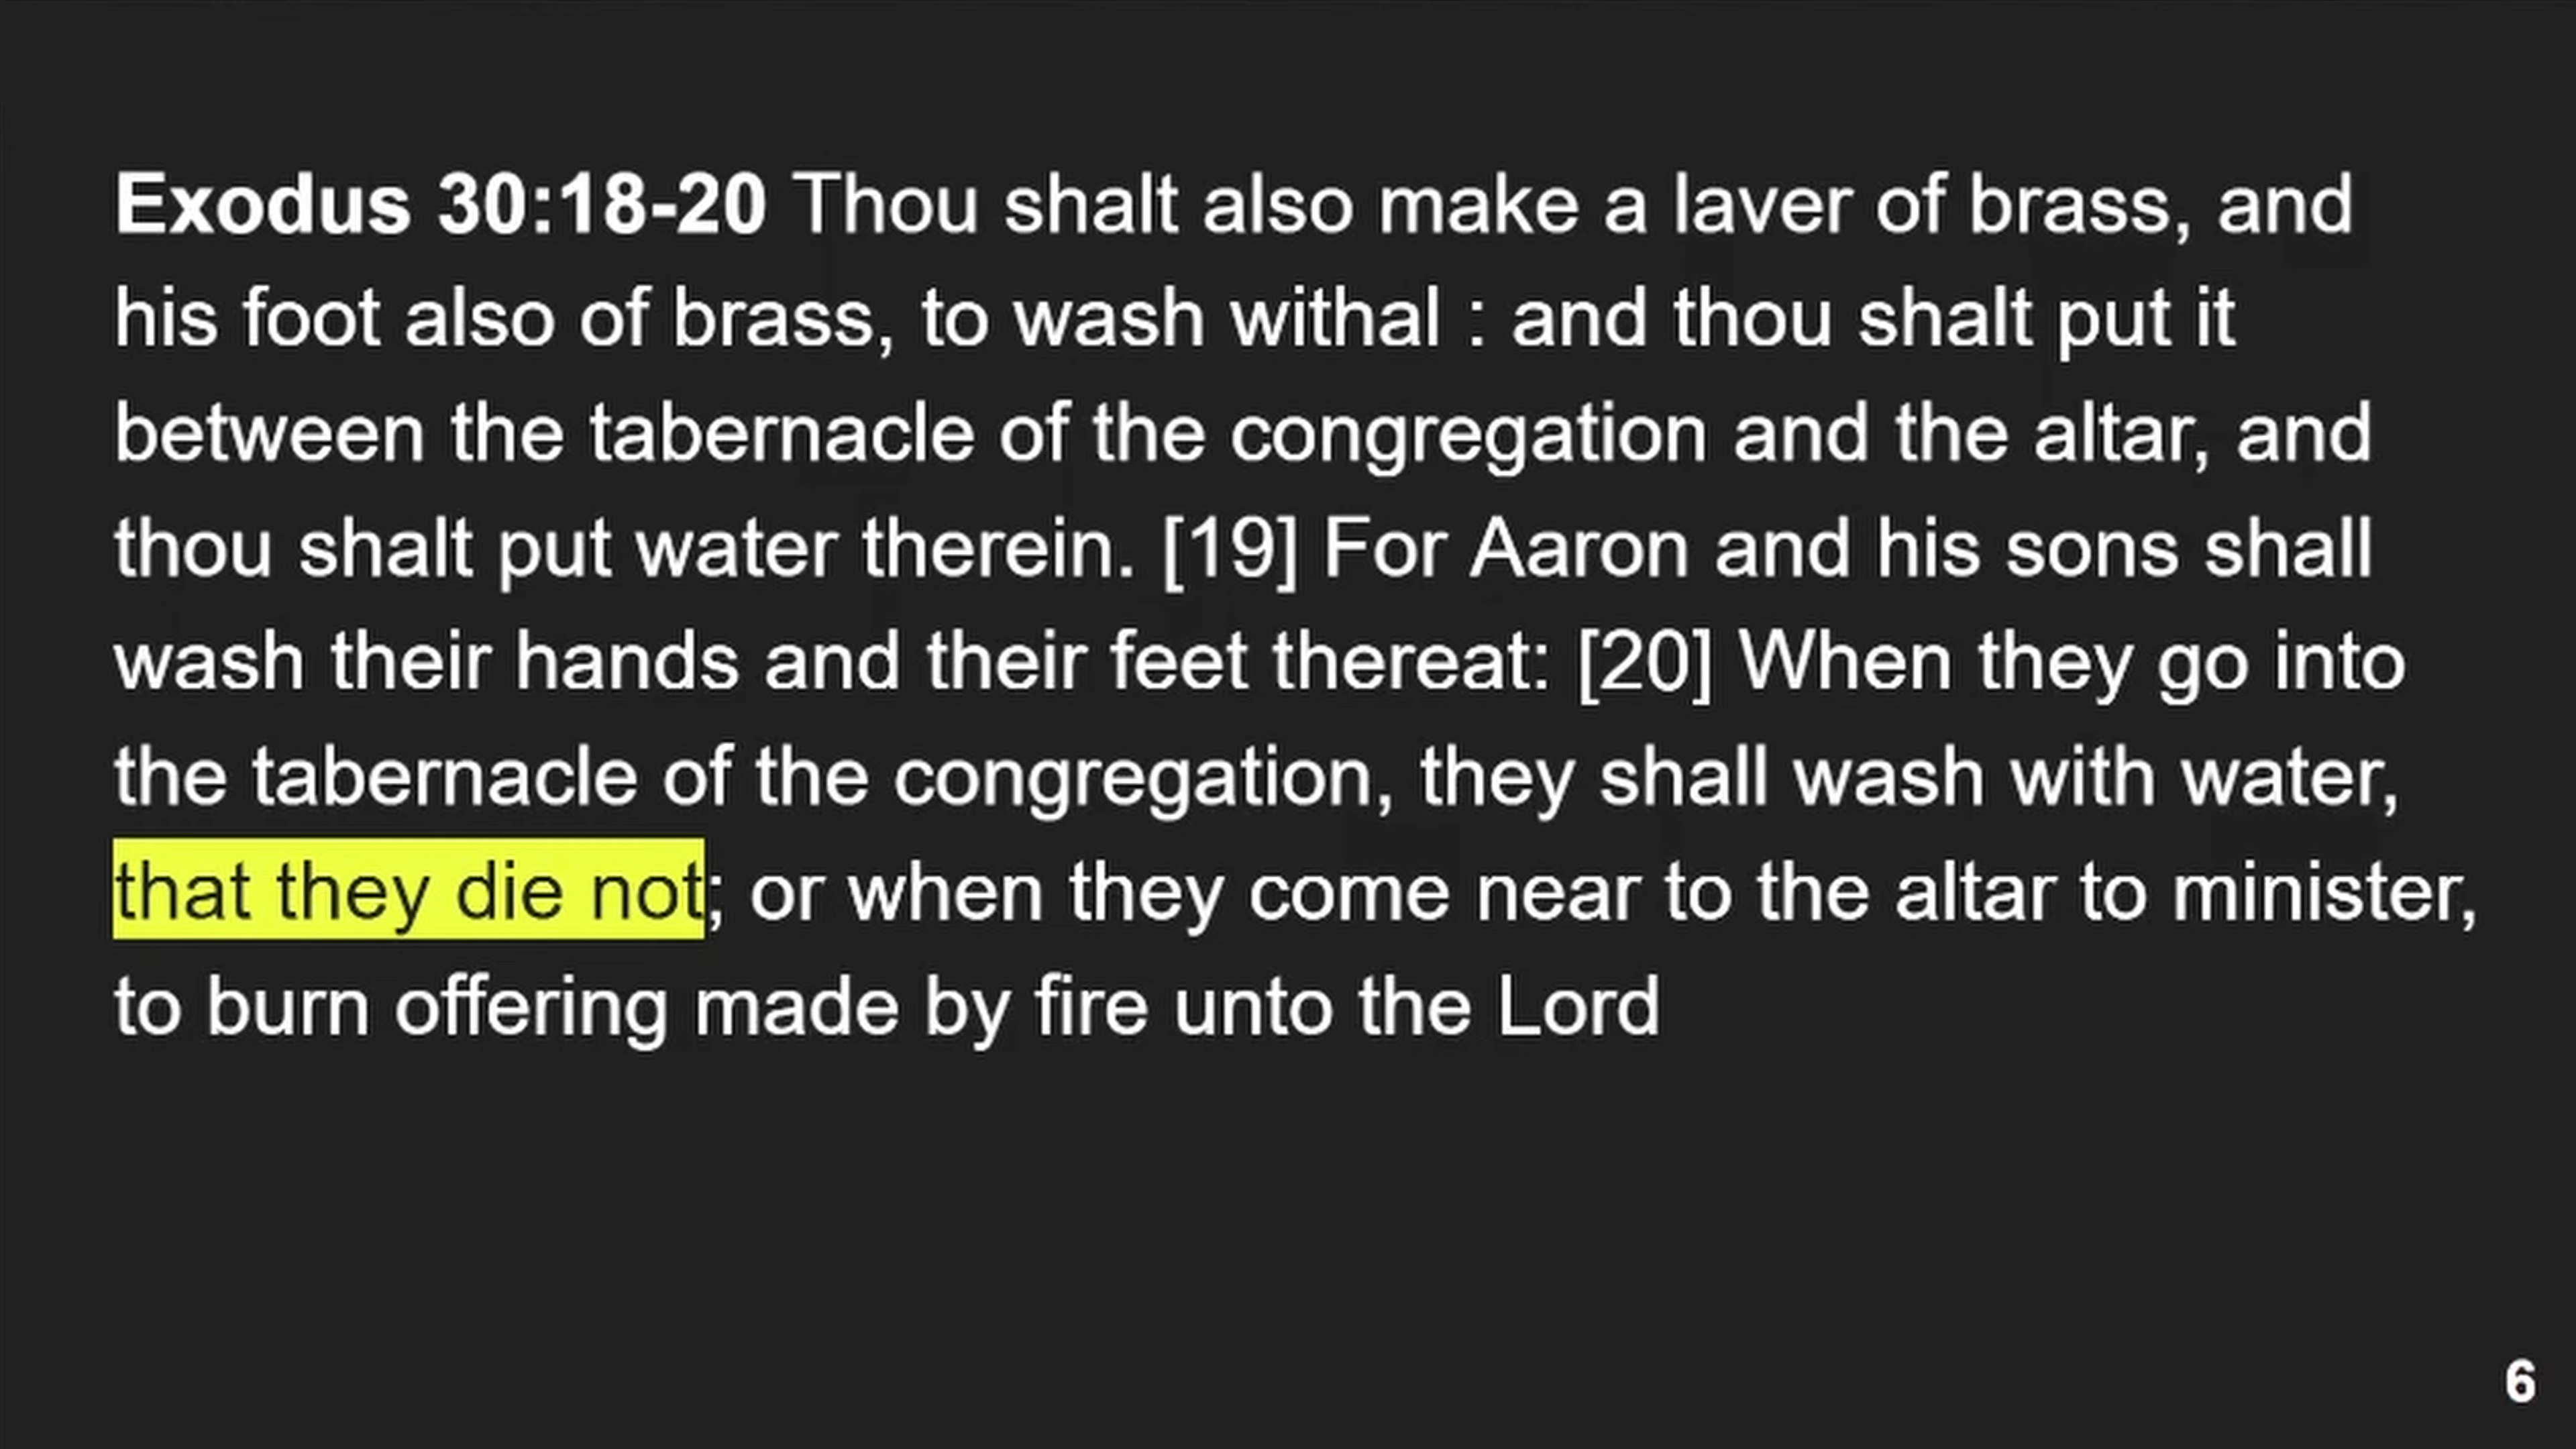 Exodus 30:18-20 Thou shalt also make a laver of brass, and
his foot also of brass, to wash withal : and thou shalt put it
between the tabernacle of the congregation and the altar, and
thou shalt put water therein. [19] For Aaron and his sons shall
wash their hands and their feet thereat: [20] When they go into
the tabernacle of the congregation, they shall wash with water,
that they die not; or when they come near to the altar to minister,
to burn offering made by fire unto the Lord
6